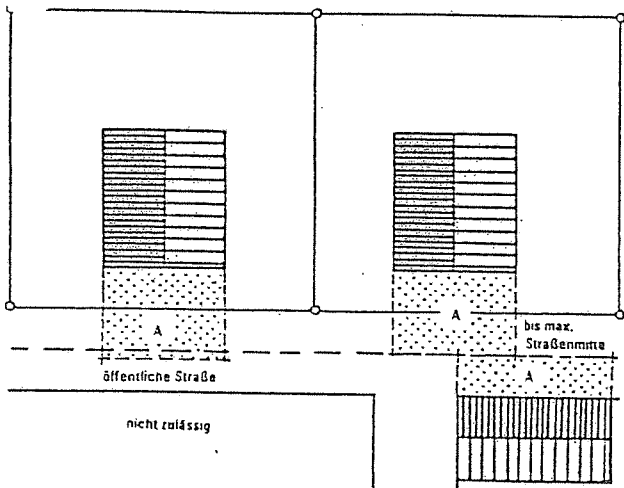 A
A
bis max.
Straßenmitte
A
öffentliche Straße
nicht zulässig